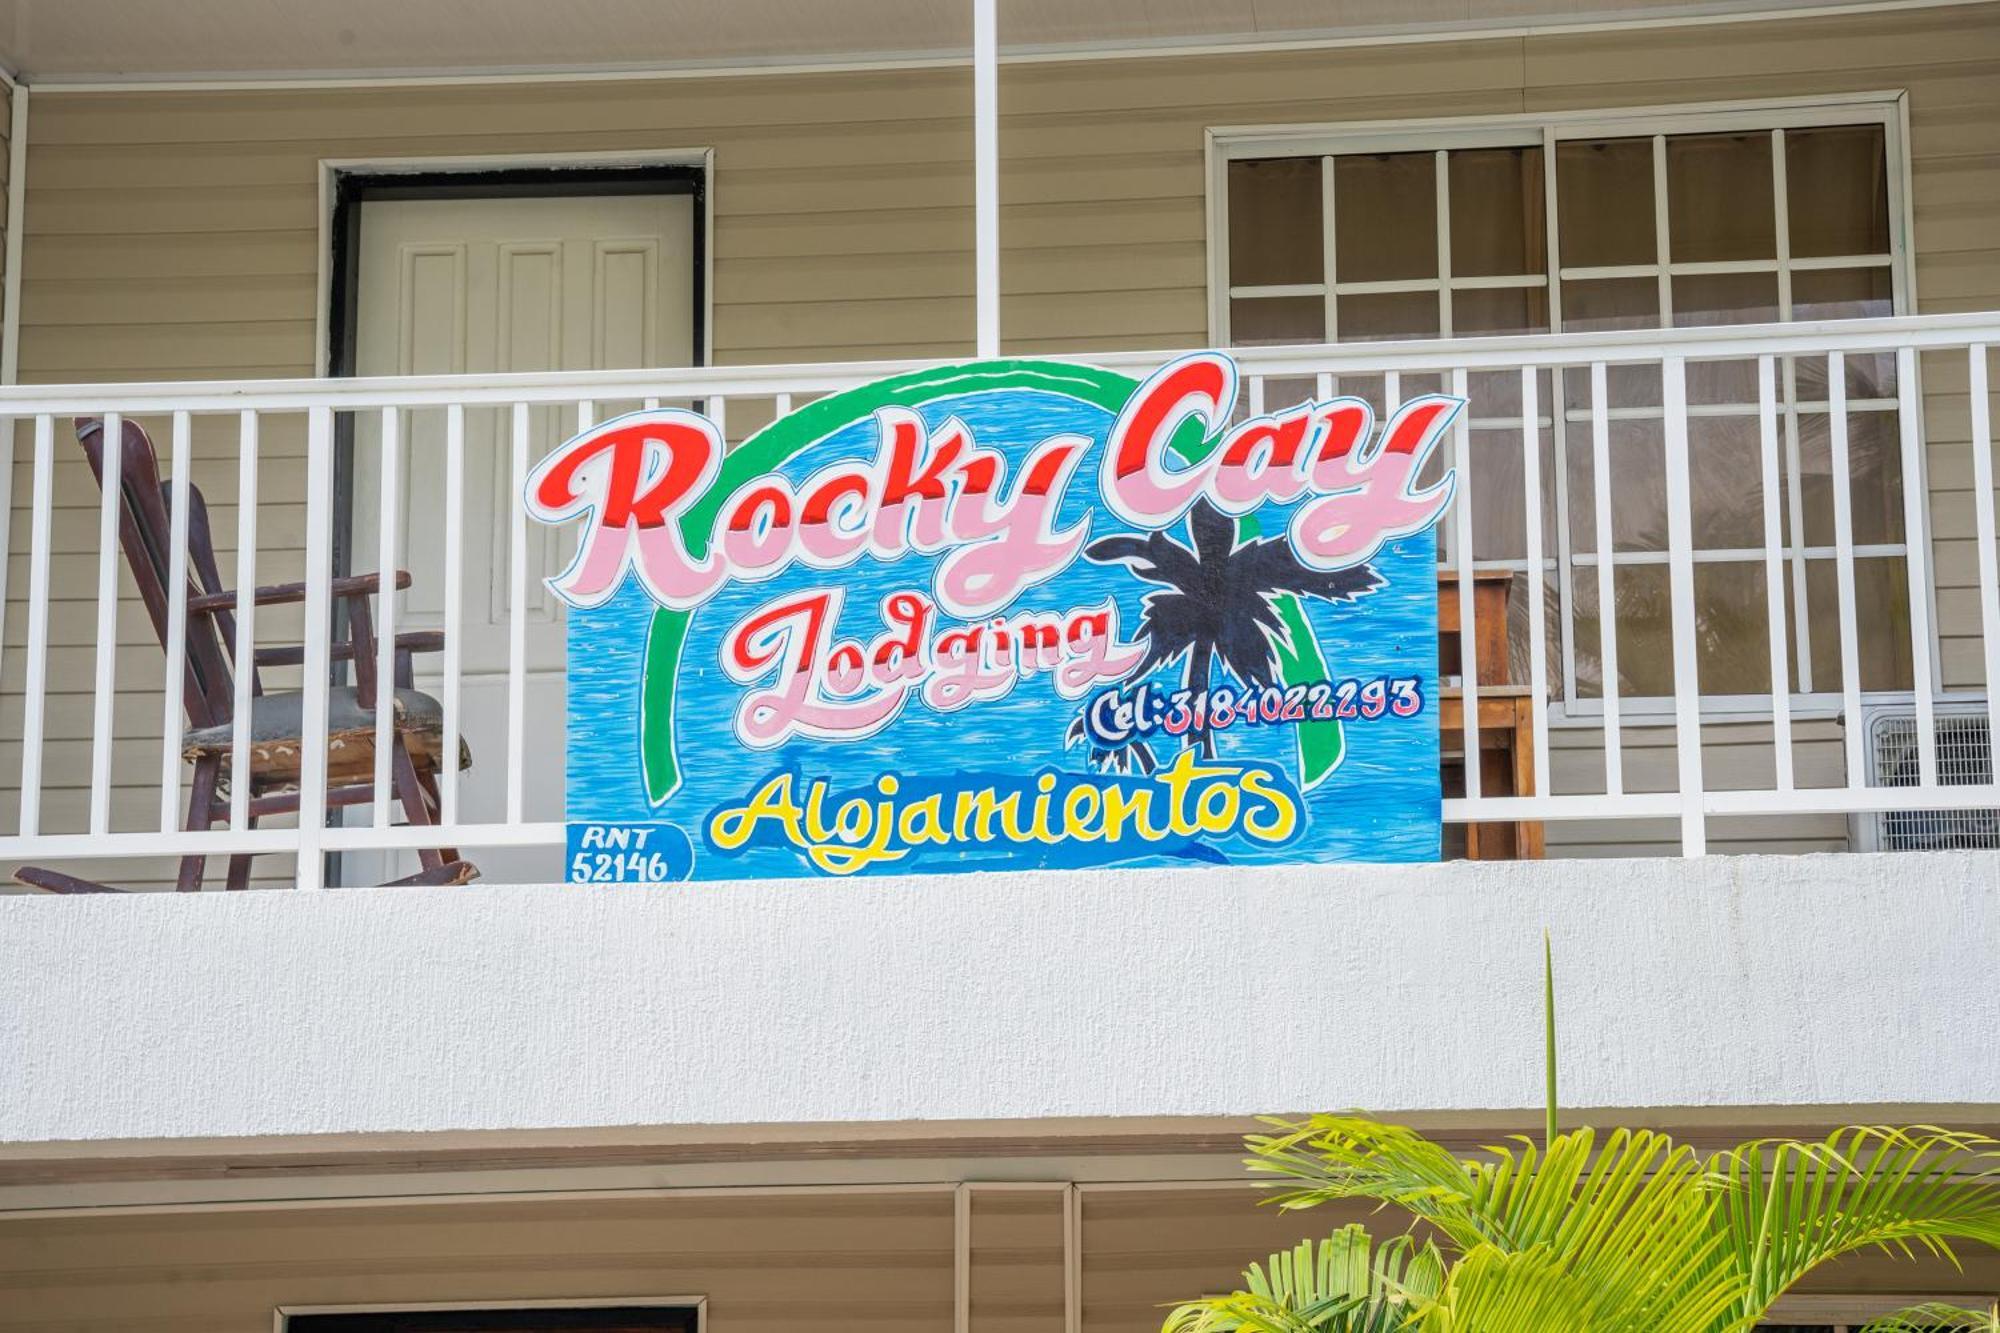 Rocky Cay
Lodging
Cel:3184022293
Alojamientos
RNT
52146